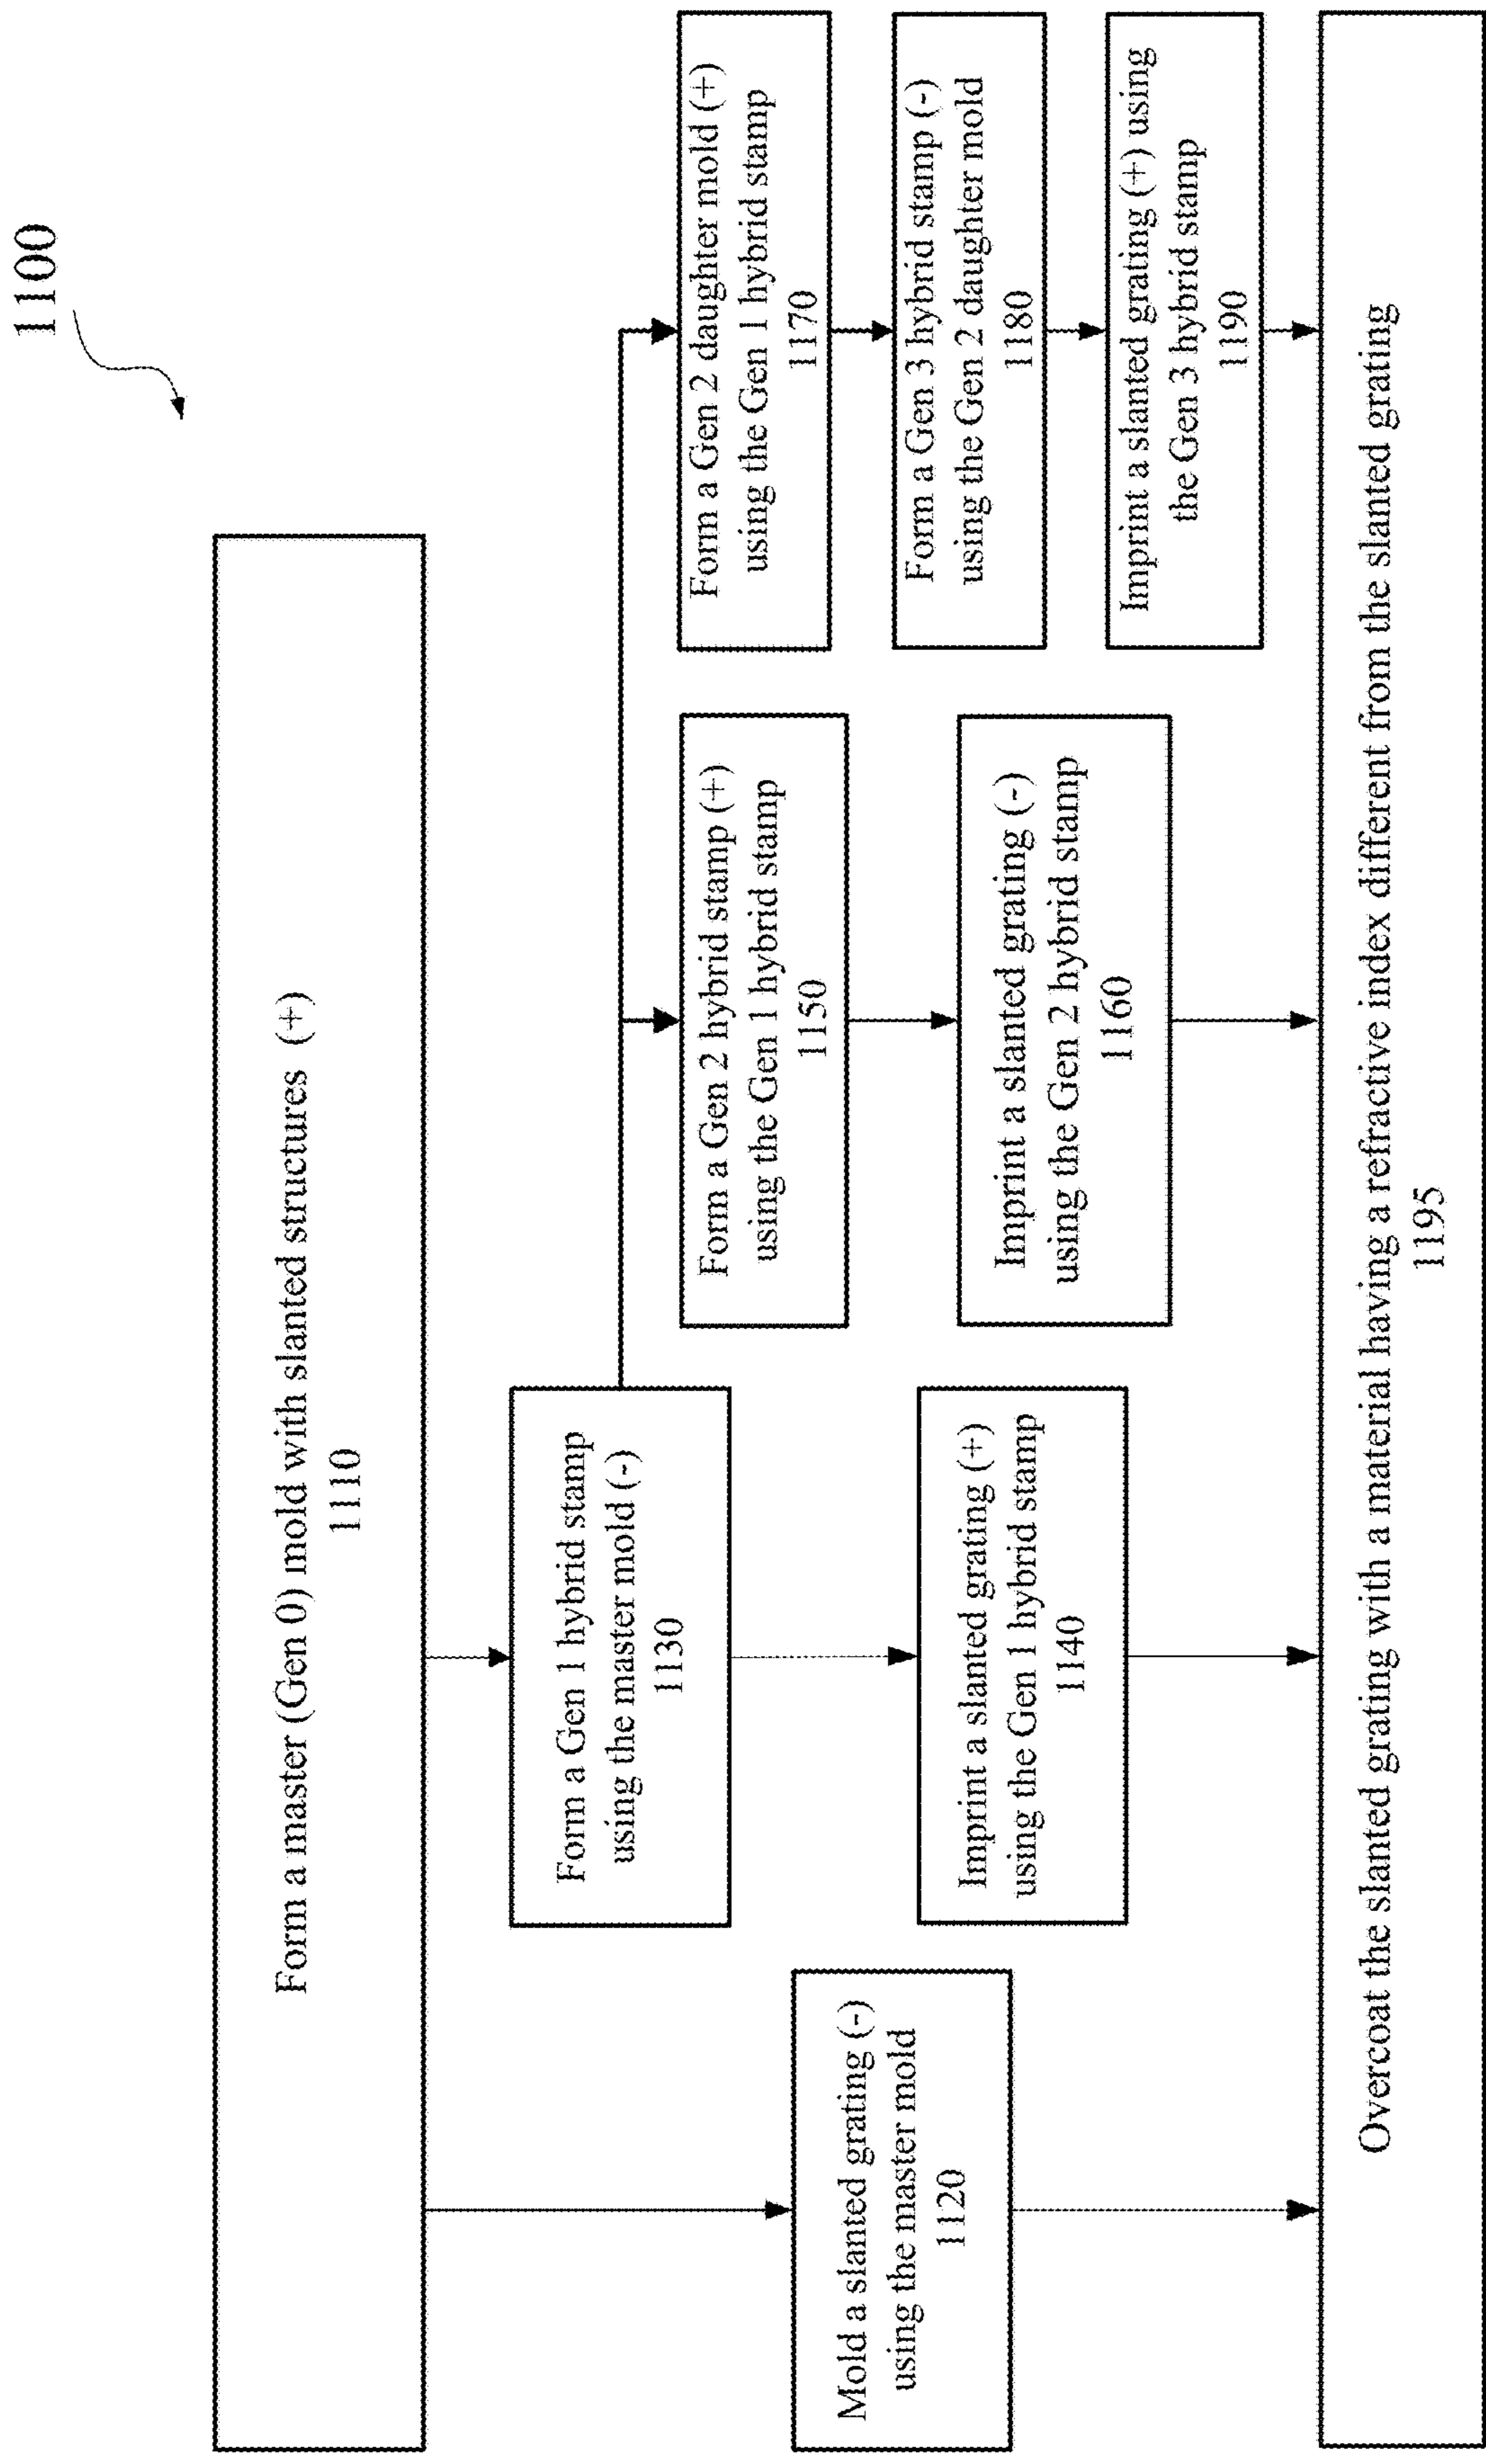 1100
Form a master (Gen 0) mold with slanted structures (+)
1110
Mold a slanted grating (-)
using the master mold
1120
Form a Gen 1 hybrid stamp
using the master mold (-)
1130
Imprint a slanted grating (+)
using the Gen 1 hybrid stamp
1140
Form a Gen 2 hybrid stamp (+)
using the Gen 1 hybrid stamp
1150
Imprint a slanted grating (-)
using the Gen 2 hybrid stamp
1160
Form a Gen 2 daughter mold (+)
using the Gen 1 hybrid stamp
1170
Form a Gen 3 hybrid stamp (-)
using the Gen 2 daughter mold
1180
Imprint a slanted grating (+) using
the Gen 3 hybrid stamp
1190
Overcoat the slanted grating with a material having a refractive index different from the slanted grating
1195